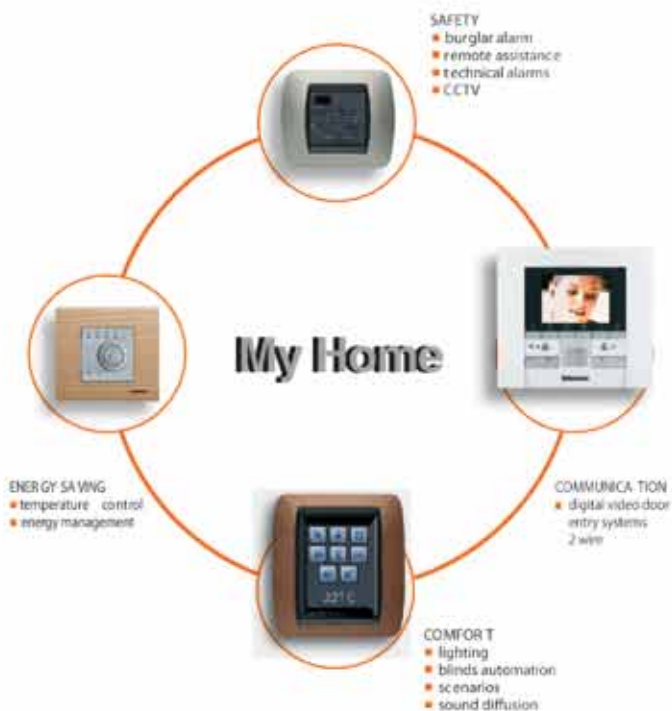 SAFETY
burglar alarm
remote assistance
technical alarms
CCTV
My Home
ENERGY SAVING
temperature control
energy management
COMMUNICATION
digital video door
entry systems
2 wire
COMFORT
lighting
blinds automation
scenarios
sound diffusion